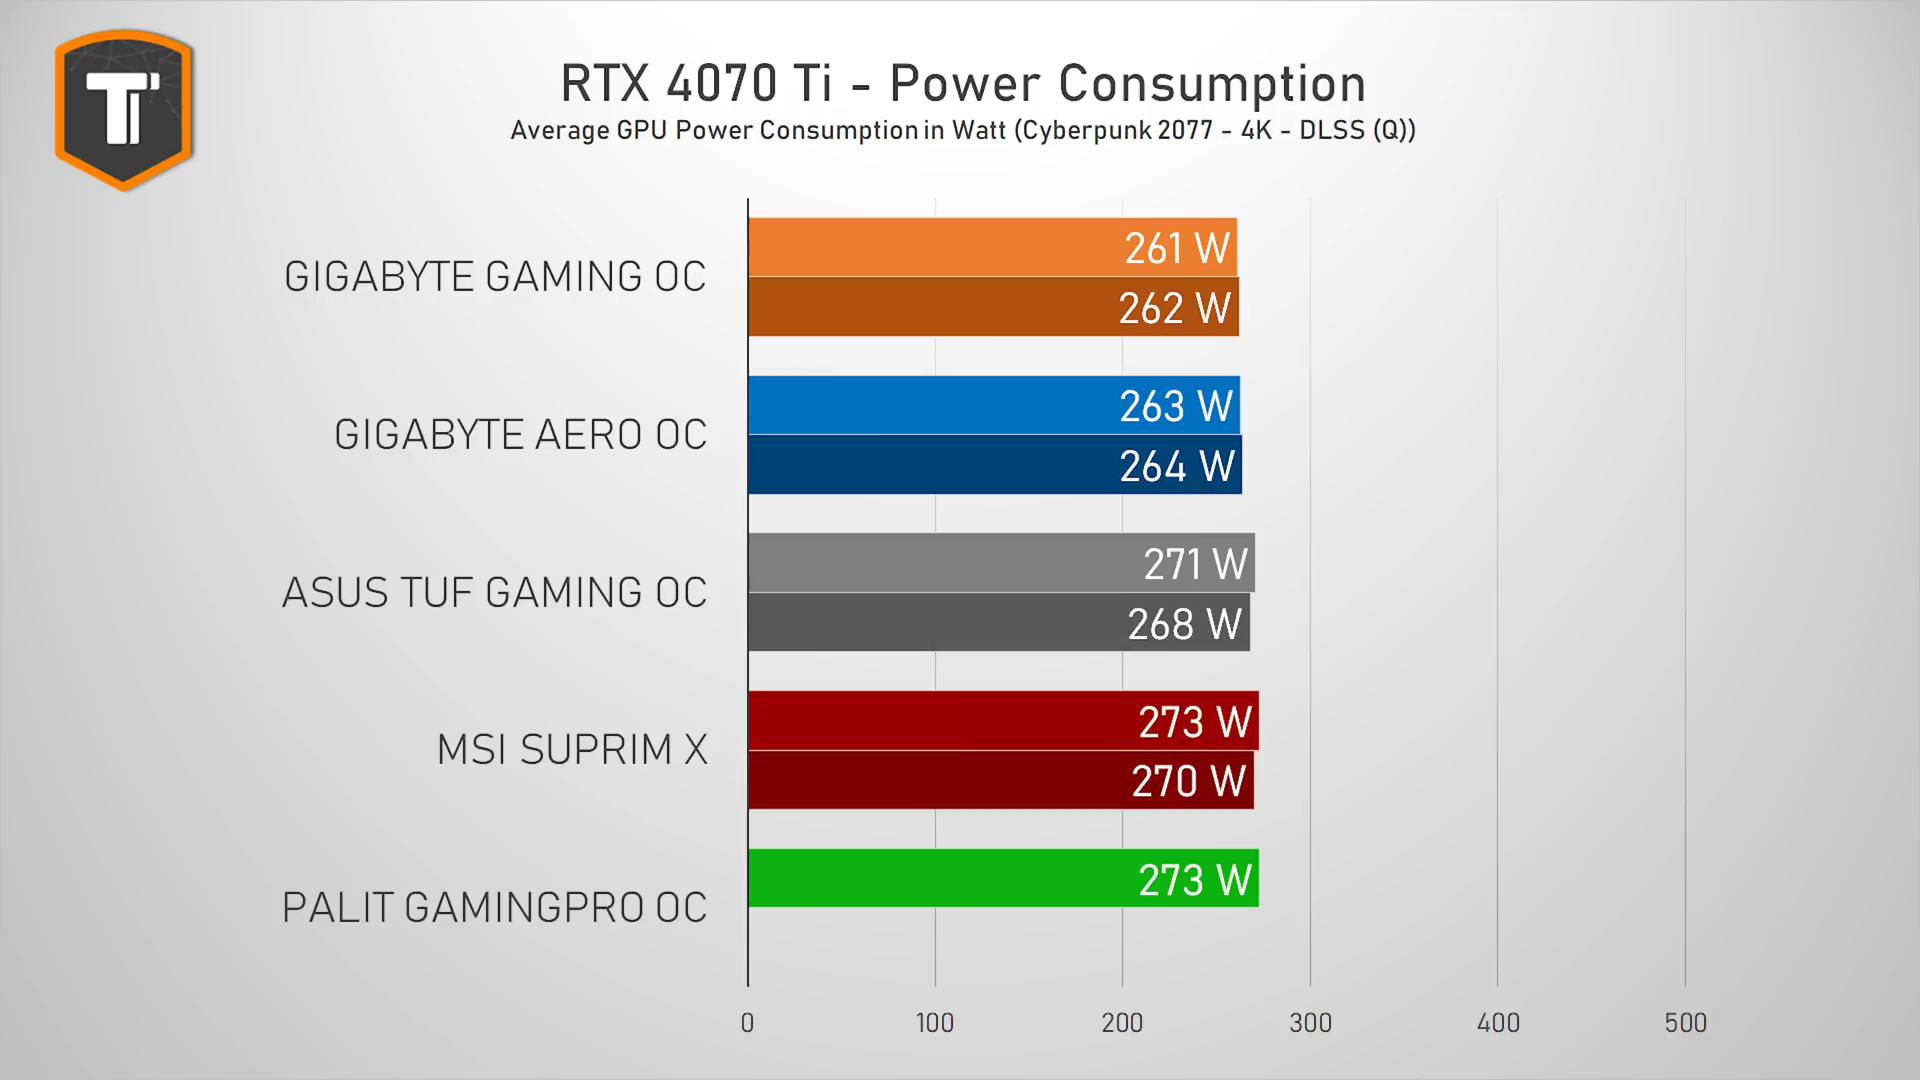 T
RTX 4070 Ti - Power Consumption
Average GPU Power Consumption in Watt (Cyberpunk 2077 - 4K - DLSS (Q))
GIGABYTE GAMING OC
261 W
262 W
GIGABYTE AERO OC
263 W
264 W
ASUS TUF GAMING OC
271 W
268 W
MSI SUPRIM X
273 W
270 W
PALIT GAMINGPRO OC
273 W
0 100 200 300 400 500